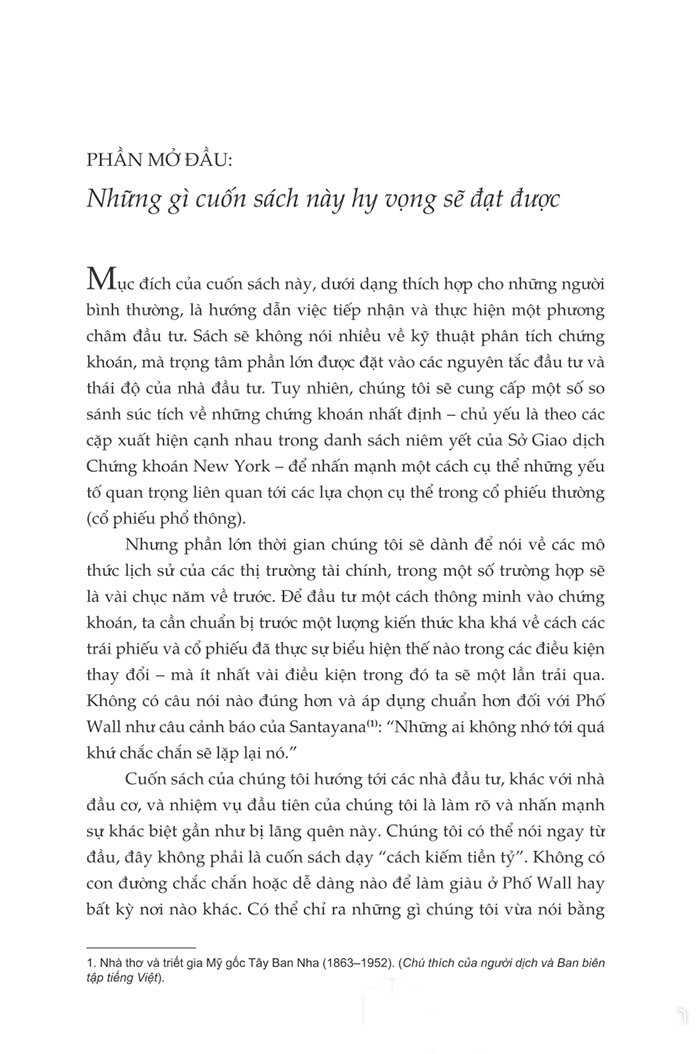 PHẦN MỞ ĐẦU:
Những gì cuốn sách này hy vọng sẽ đạt được
Mục đích của cuốn sách này, dưới dạng thích hợp cho những người
bình thường, là hướng dẫn việc tiếp nhận và thực hiện một phương
châm đầu tư. Sách sẽ không nói nhiều về kỹ thuật phân tích chứng
khoán, mà trọng tâm phần lớn được đặt vào các nguyên tắc đầu tư và
thái độ của nhà đầu tư. Tuy nhiên, chúng tôi sẽ cung cấp một số so
sánh súc tích về những chứng khoán nhất định – chủ yếu là theo các
cặp xuất hiện cạnh nhau trong danh sách niêm yết của Sở Giao dịch
Chứng khoán New York – để nhấn mạnh một cách cụ thể những yếu
tố quan trọng liên quan tới các lựa chọn cụ thể trong cổ phiếu thường
(cổ phiếu phổ thông).
Nhưng phần lớn thời gian chúng tôi sẽ dành để nói về các mô
thức lịch sử của các thị trường tài chính, trong một số trường hợp sẽ
là vài chục năm về trước. Để đầu tư một cách thông minh vào chứng
khoán, ta cần chuẩn bị trước một lượng kiến thức kha khá về cách các
trái phiếu và cổ phiếu đã thực sự biểu hiện thế nào trong các điều kiện
thay đổi – mà ít nhất vài điều kiện trong đó ta sẽ một lần trải qua.
Không có câu nói nào đúng hơn và áp dụng chuẩn hơn đối với Phố
Wall như câu cảnh báo của Santayana(1): “Những ai không nhớ tới quá
khứ chắc chắn sẽ lặp lại nó.”
Cuốn sách của chúng tôi hướng tới các nhà đầu tư, khác với nhà
đầu cơ, và nhiệm vụ đầu tiên của chúng tôi là làm rõ và nhấn mạnh
sự khác biệt gần như bị lãng quên này. Chúng tôi có thể nói ngay từ
đầu, đây không phải là cuốn sách dạy “cách kiếm tiền tỷ”. Không có
con đường chắc chắn hoặc dễ dàng nào để làm giàu ở Phố Wall hay
bất kỳ nơi nào khác. Có thể chỉ ra những gì chúng tôi vừa nói bằng
1. Nhà thơ và triết gia Mỹ gốc Tây Ban Nha (1863–1952). (Chú thích của người dịch và Ban biên
tập tiếng Việt).